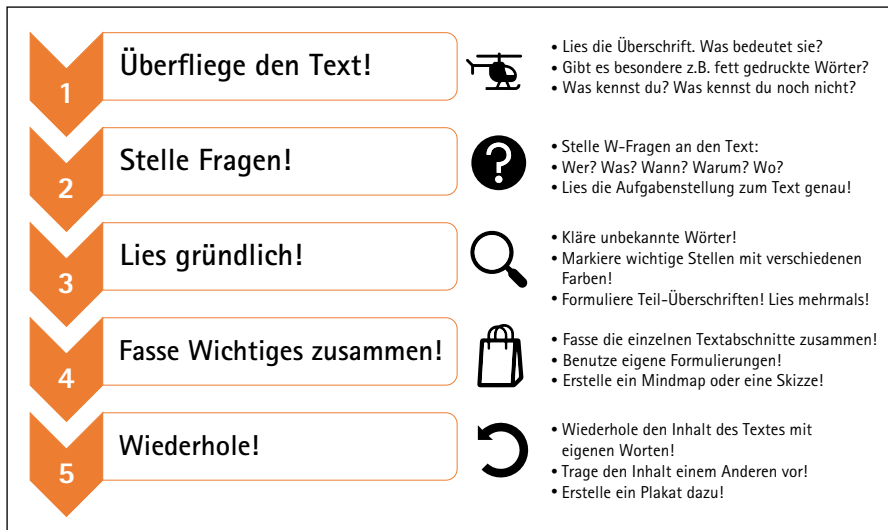 1
Überfliege den Text!
• Lies die Überschrift. Was bedeutet sie?
• Gibt es besondere z.B. fett gedruckte Wörter?
• Was kennst du? Was kennst du noch nicht?
2
Stelle Fragen!
• Stelle W-Fragen an den Text:
• Wer? Was? Wann? Warum? Wo?
• Lies die Aufgabenstellung zum Text genau!
3
Lies gründlich!
• Kläre unbekannte Wörter!
• Markiere wichtige Stellen mit verschiedenen
Farben!
• Formuliere Teil-Überschriften! Lies mehrmals!
4
Fasse Wichtiges zusammen!
• Fasse die einzelnen Textabschnitte zusammen!
• Benutze eigene Formulierungen!
• Erstelle ein Mindmap oder eine Skizze!
5
Wiederhole!
• Wiederhole den Inhalt des Textes mit
eigenen Worten!
• Trage den Inhalt einem Anderen vor!
• Erstelle ein Plakat dazu!